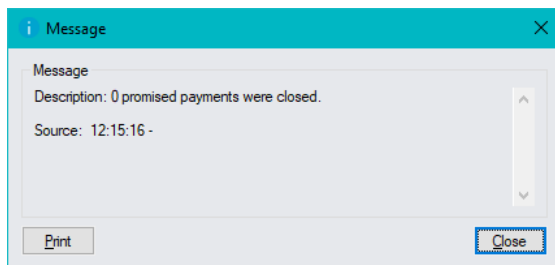 Message
Message
Description: 0 promised payments were closed.
Source: 12:15:16 -
Print
Close